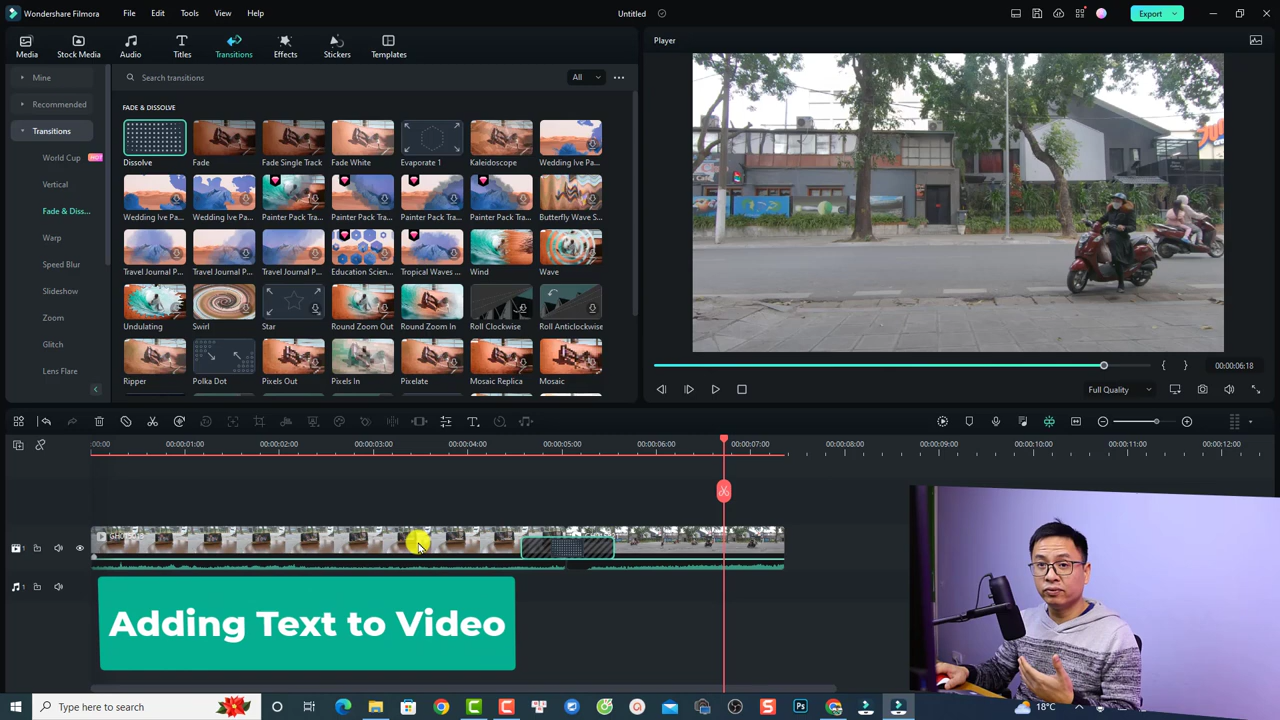 Wondershare Filmora
File
Edit
Tools
View
Help
Untitled
Export
Media
Stock Media
Audio
Titles
Transitions
Effects
Stickers
Templates
Player
Mine
Recommended
Transitions
World Cup
HOT
Vertical
Fade & Diss...
Warp
Speed Blur
Slideshow
Zoom
Glitch
Lens Flare
Search transitions
All
FADE & DISSOLVE
Dissolve
Fade
Fade Single Track
Fade White
Evaporate 1
Kaleidoscope
Wedding Ive Pa...
Wedding Ive Pa...
Wedding Ive Pa...
Painter Pack Tra...
Painter Pack Tra...
Painter Pack Tra...
Painter Pack Tra...
Butterfly Wave S...
Travel Journal P...
Travel Journal P...
Travel Journal P...
Education Scien...
Tropical Waves ...
Wind
Wave
Undulating
Swirl
Star
Round Zoom Out
Round Zoom In
Roll Clockwise
Roll Anticlockwise
Ripper
Polka Dot
Pixels Out
Pixels In
Pixelate
Mosaic Replica
Mosaic
00:00:06:18
Full Quality
:00:00
00:00:01:00
00:00:02:00
00:00:03:00
00:00:04:00
00:00:05:00
00:00:06:00
00:00:07:00
00:00:08:00
00:00:09:00
00:00:10:00
00:00:11:00
00:00:12:00
1
1
Adding Text to Video
Type here to search
18°C